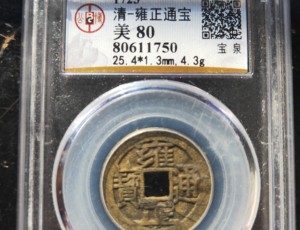 1723
清-雍正通宝
美 80
80611750
宝 泉
25.4*1.3mm,4.3g
雍
寶 通
正